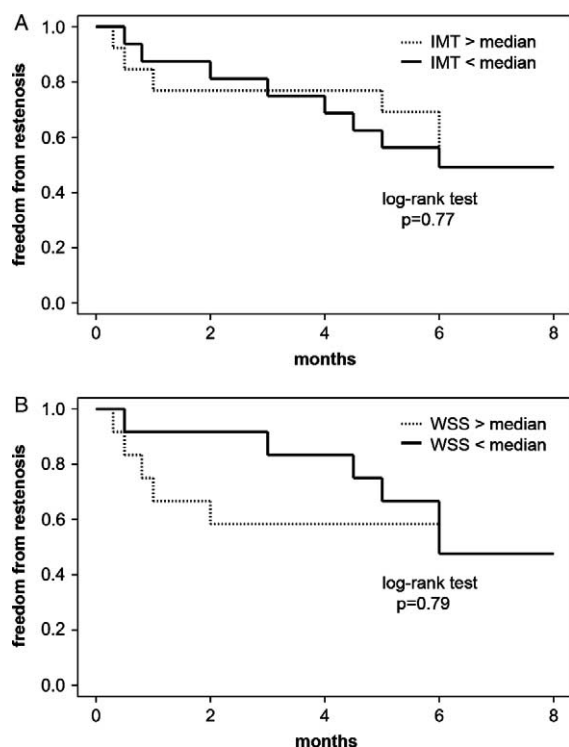 A
1.0
0.8
0.6
0.4
0.2
0.0
freedom from restenosis
IMT > median
IMT < median
log-rank test
p=0.77
0 2 4 6 8
months
B
1.0
0.8
0.6
0.4
0.2
0.0
freedom from restenosis
WSS > median
WSS < median
log-rank test
p=0.79
0 2 4 6 8
months